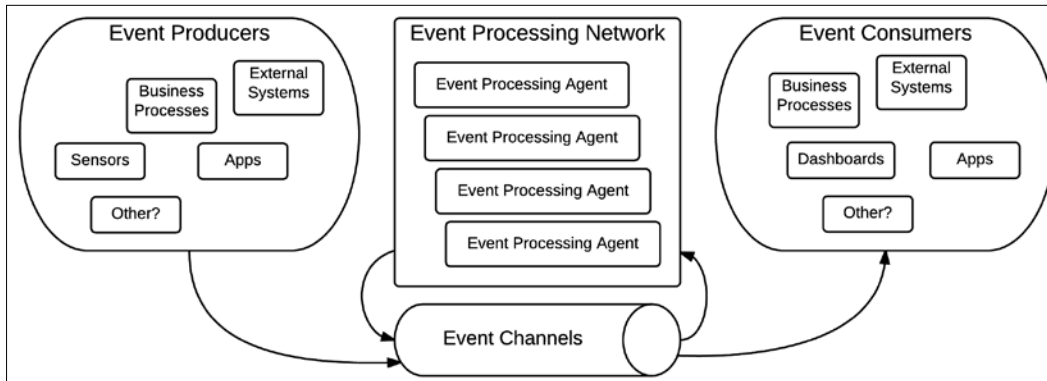 Event Producers
External
Systems
Business
Processes
Sensors
Apps
Other?
Event Processing Network
Event Processing Agent
Event Processing Agent
Event Processing Agent
Event Processing Agent
Event Channels
Event Consumers
External
Systems
Business
Processes
Dashboards
Apps
Other?